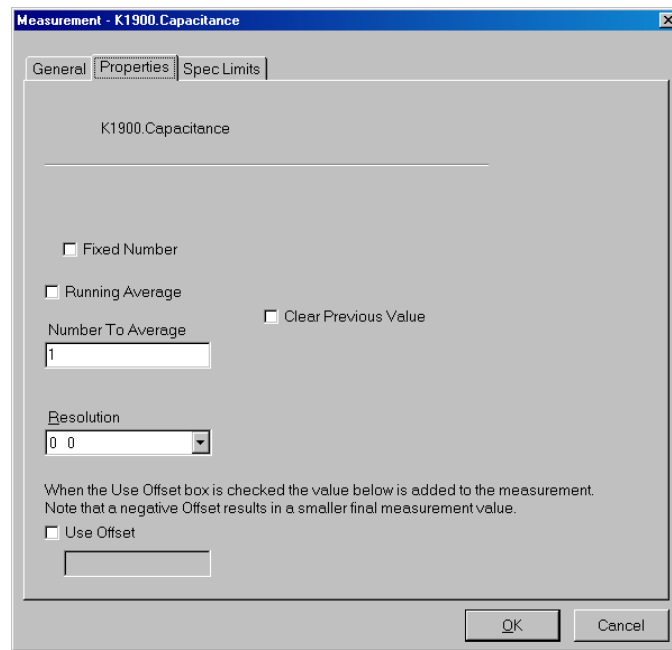 Measurement - K1900.Capacitance
General Properties Spec Limits
K1900.Capacitance
Fixed Number
Running Average
Clear Previous Value
Number To Average
1
Resolution
0 0
When the Use Offset box is checked the value below is added to the measurement.
Note that a negative Offset results in a smaller final measurement value.
Use Offset
OK Cancel